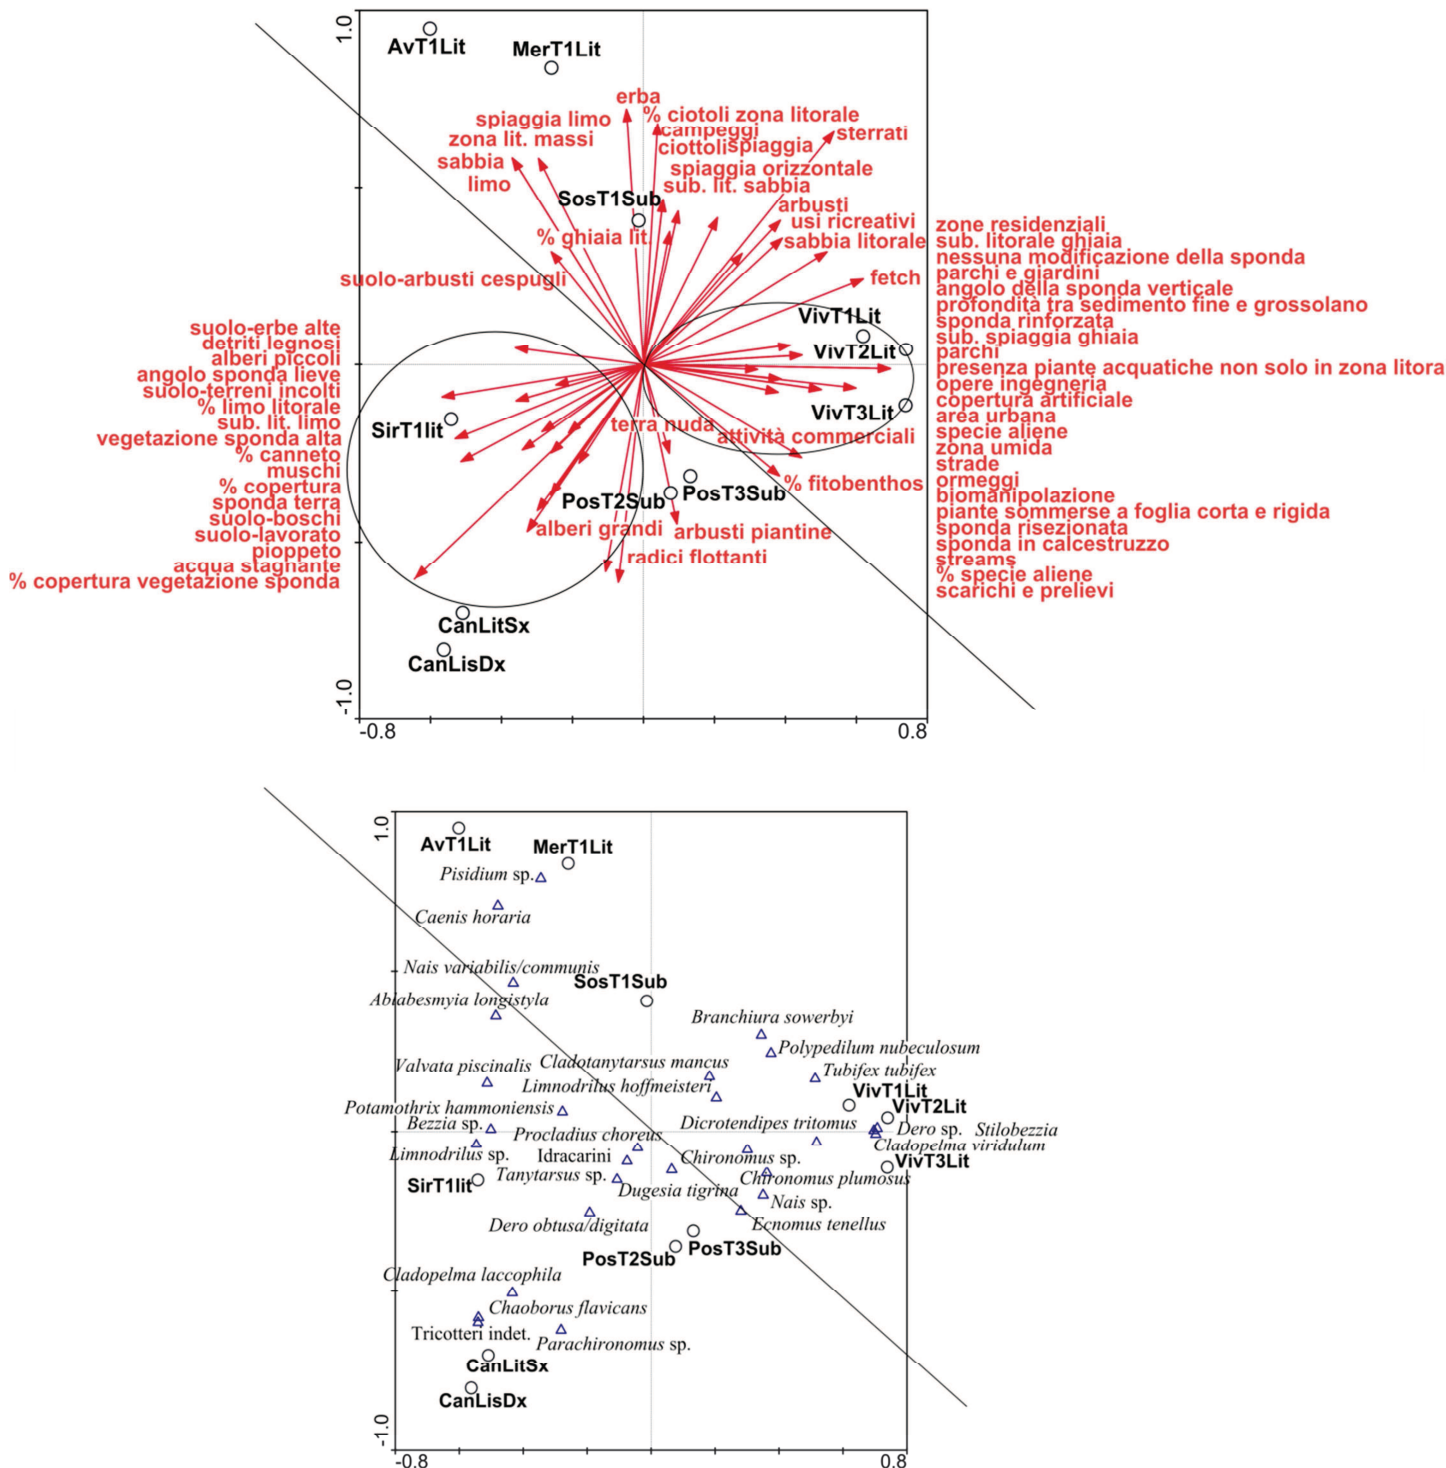 1.0
AvT1Lit
MerT1Lit
erba
% ciotoli zona litorale
spiaggia limo
campeggi
sterrati
zona lit. massi
ciottolispiaggia
sabbia
spiaggia orizzontale
limo
sub. lit. sabbia
SosT1Sub
arbusti
usi ricreativi
zone residenziali
% ghiaia lit.
sabbia litorale
sub. litorale ghiaia
nessuna modificazione della sponda
suolo-arbusti cespugli
fetch
parchi e giardini
angolo della sponda verticale
profondità tra sedimento fine e grossolano
VivT1Lit
sponda rinforzata
suolo-erbe alte
sub. spiaggia ghiaia
detriti legnosi
VivT2Lit
parchi
alberi piccoli
presenza piante acquatiche non solo in zona litora
angolo sponda lieve
opere ingegneria
suolo-terreni incolti
copertura artificiale
% limo litorale
VivT3Lit
area urbana
sub. lit. limo
SirT1lit
terra nuda
specie aliene
vegetazione sponda alta
attività commerciali
zona umida
% canneto
strade
muschi
ormeggi
% copertura
% fitobenthos
biomanipolazione
sponda terra
PosT2Sub
PosT3Sub
piante sommerse a foglia corta e rigida
suolo-boschi
sponda risezionata
suolo-lavorato
alberi grandi
arbusti piantine
sponda in calcestruzzo
pioppeto
radici flottanti
streams
acqua stagnante
% specie aliene
% copertura vegetazione sponda
scarichi e prelievi
CanLitSx
CanLisDx
-1.0
-0.8
0.8
1.0
AvT1Lit
MerT1Lit
Pisidium sp.
Caenis horaria
Nais variabilis/communis
SosT1Sub
Abiabesmyia longistyla
Branchiura sowerbyi
Polypedilum nubeculosum
Valvata piscinalis
Cladotanytarsus mancus
Tubifex tubifex
Limnodrilus hoffmeisteri
VivT1Lit
Potamothrix hammoniensis
VivT2Lit
Bezzia sp.
Dicrotendipes tritomus
Dero sp.
Stilobezzia
Procladius choreus
Cladopelma viridulum
Limnodrilus sp.
Idracarini
Chironomus sp.
VivT3Lit
Tanytarsus sp.
Chironomus plumosus
SirT1lit
Dugesia tigrina
Nais sp.
Dero obtusa/digitata
Ecnomus tenellus
PosT2Sub
PosT3Sub
Cladopelma laccophila
Chaoborus flavicans
Tricotteri indet.
Parachironomus sp.
CanLitSx
CanLisDx
-1.0
-0.8
0.8